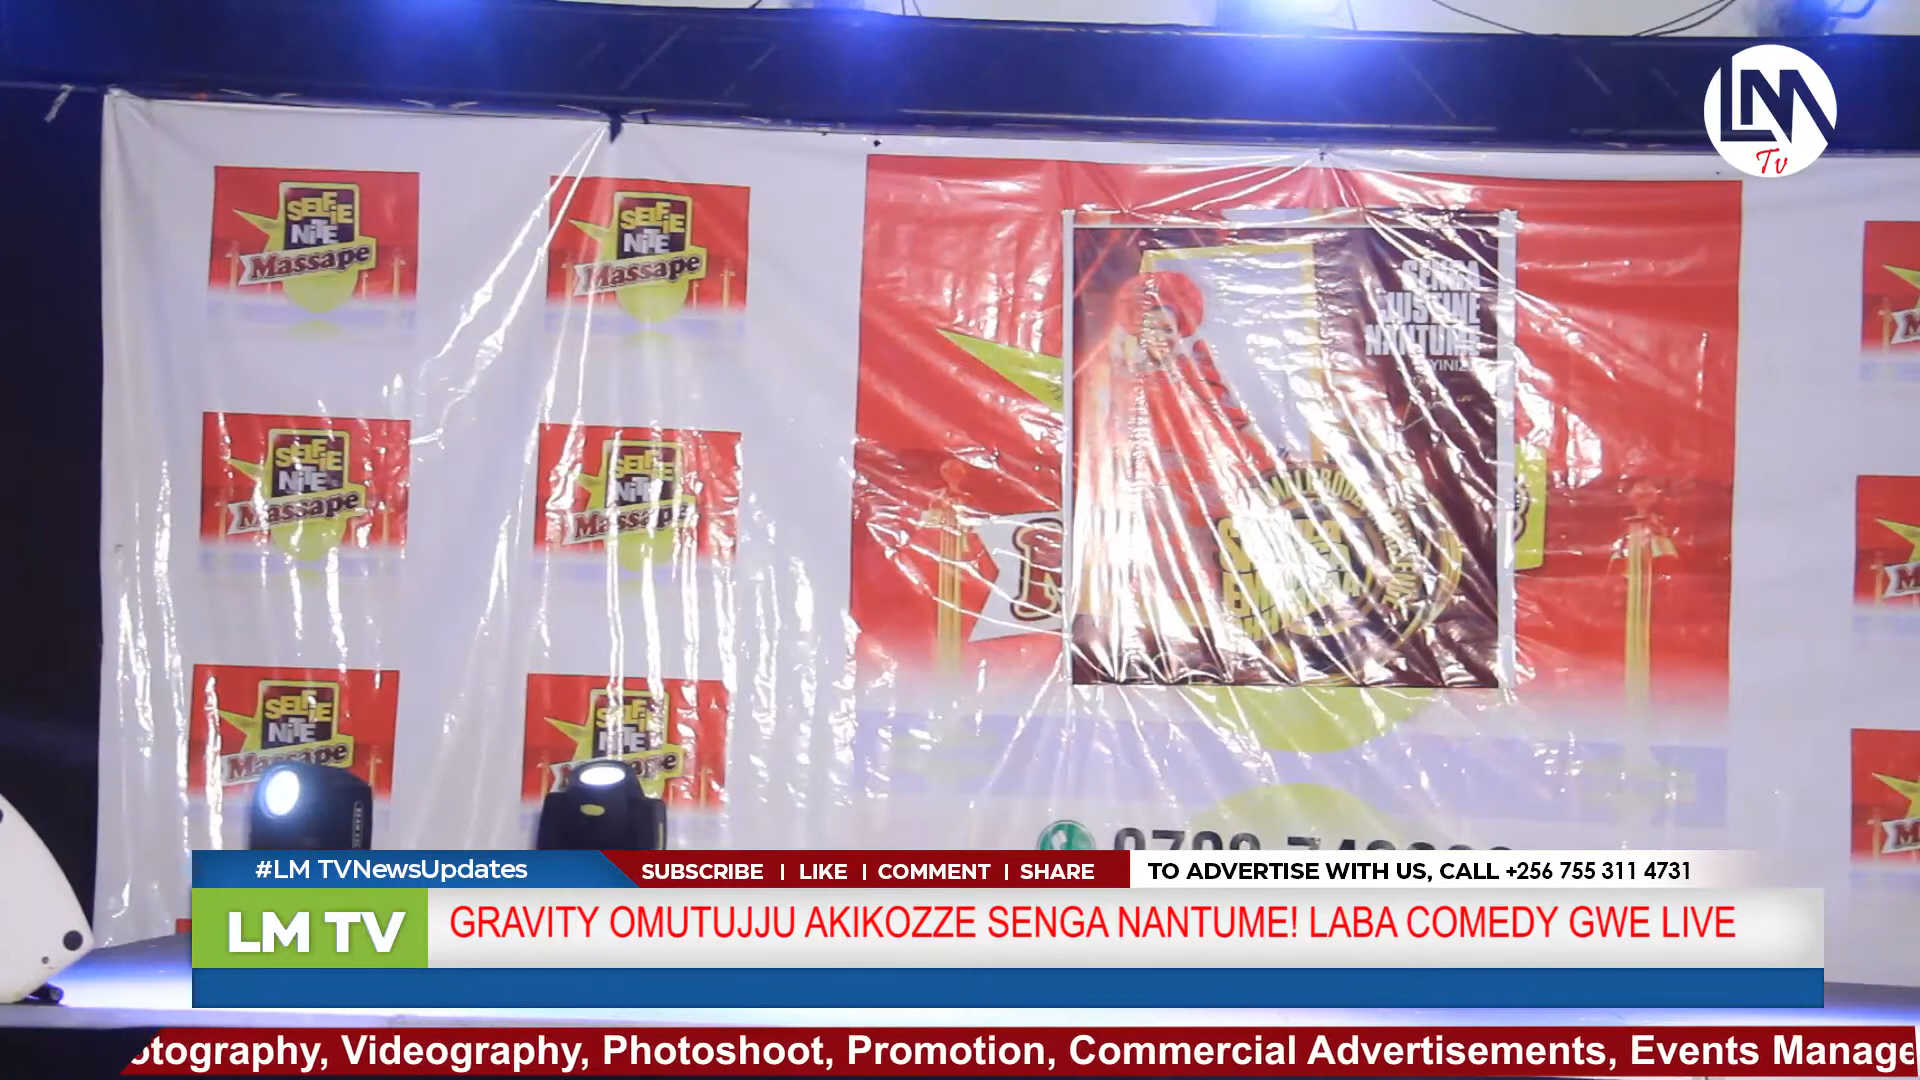 LM
Tv
SELFiE
NiTE
Massape
SELFiE
NiTE
Massape
SENGA
JUSTINE
NANTUME
SELFiE
NiTE
Massape
SELFiE
NiTE
Massape
SELFiE
NiTE
Massape
#LM TVNewsUpdates
SUBSCRIBE | LIKE | COMMENT | SHARE
TO ADVERTISE WITH US, CALL +256 755 311 4731
LM TV
GRAVITY OMUTUJJU AKIKOZZE SENGA NANTUME! LABA COMEDY GWE LIVE
otography, Videography, Photoshoot, Promotion, Commercial Advertisements, Events Manage